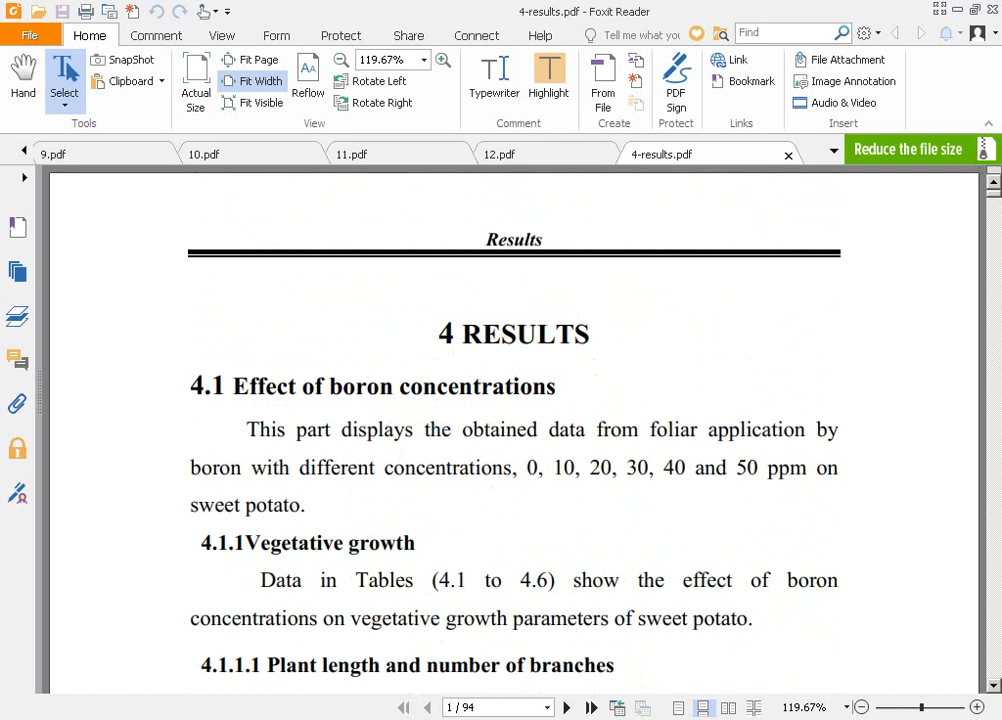 4-results.pdf - Foxit Reader
File Home Comment View Form Protect Share Connect Help Tell me what you Find
Hand
Select
SnapShot
Clipboard
Tools
Actual Size
Fit Page
Fit Width
Fit Visible
Reflow
119.67%
Rotate Left
Rotate Right
View
Typewriter
Highlight
Comment
From File
Create
PDF Sign
Protect
Link
Bookmark
Links
File Attachment
Image Annotation
Audio & Video
Insert
9.pdf 10.pdf 11.pdf 12.pdf 4-results.pdf Reduce the file size
Results
4 RESULTS
4.1 Effect of boron concentrations
This part displays the obtained data from foliar application by
boron with different concentrations, 0, 10, 20, 30, 40 and 50 ppm on
sweet potato.
4.1.1Vegetative growth
Data in Tables (4.1 to 4.6) show the effect of boron
concentrations on vegetative growth parameters of sweet potato.
4.1.1.1 Plant length and number of branches
1 / 94 119.67%